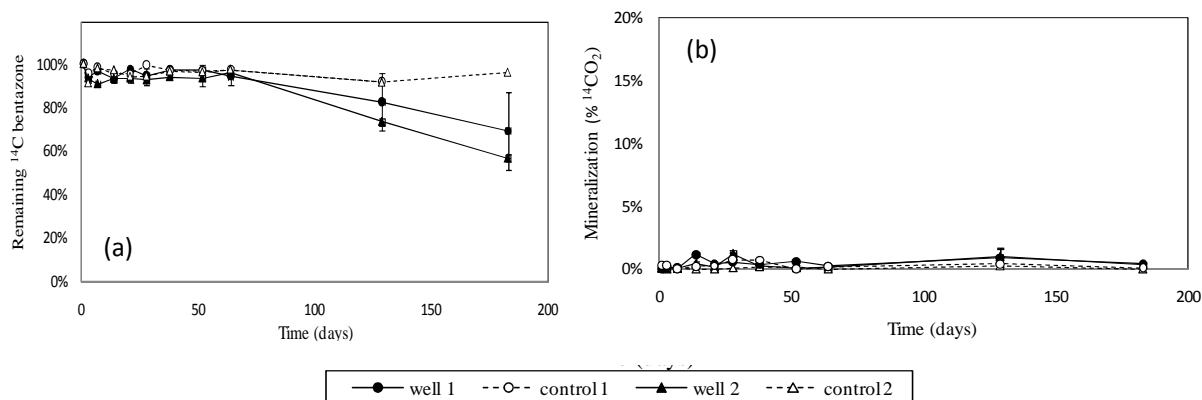 (a)
Remaining ¹⁴C bentazone
100%
80%
60%
40%
20%
0%
0
50
100
150
200
Time (days)
(b)
Mineralization (% ¹⁴CO₂)
20%
15%
10%
5%
0%
0
50
100
150
200
Time (days)
well 1
control 1
well 2
control 2